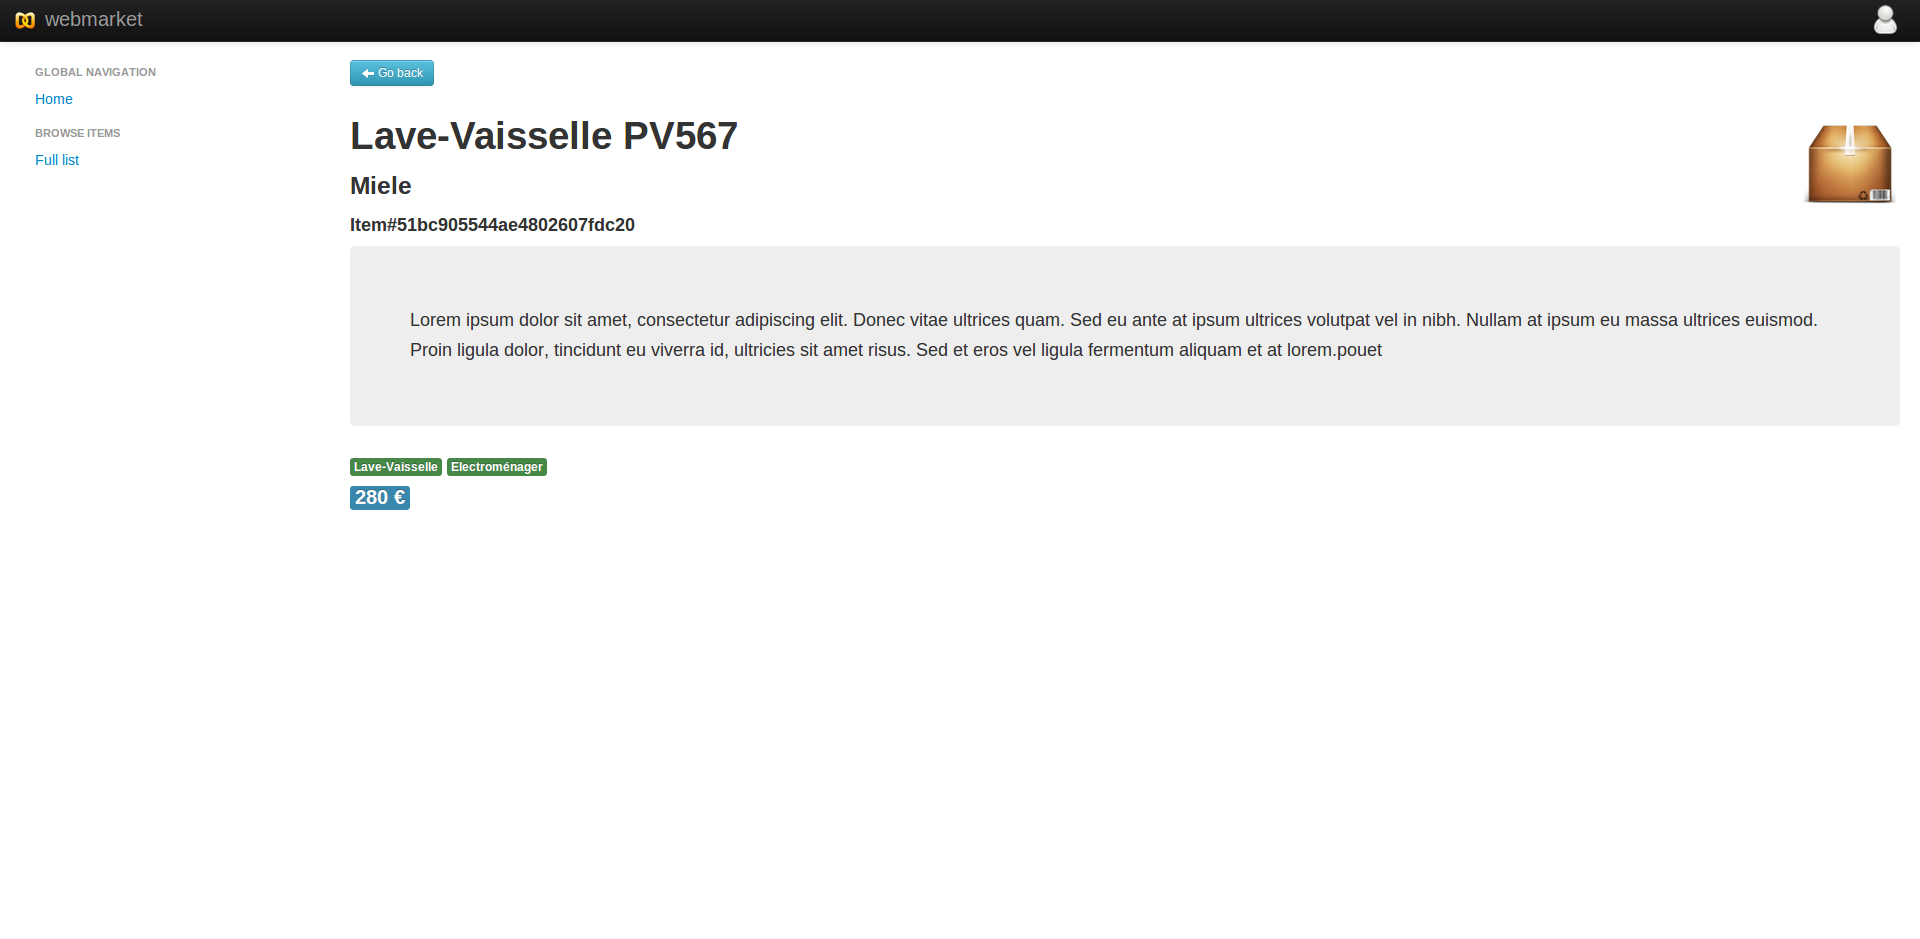 webmarket
GLOBAL NAVIGATION
Home
BROWSE ITEMS
Full list
Go back
Lave-Vaisselle PV567
Miele
Item#51bc905544ae4802607fdc20
Lorem ipsum dolor sit amet, consectetur adipiscing elit. Donec vitae ultrices quam. Sed eu ante at ipsum ultrices volutpat vel in nibh. Nullam at ipsum eu massa ultrices euismod.
Proin ligula dolor, tincidunt eu viverra id, ultricies sit amet risus. Sed et eros vel ligula fermentum aliquam et at lorem.pouet
Lave-Vaisselle Electroménager
280 €